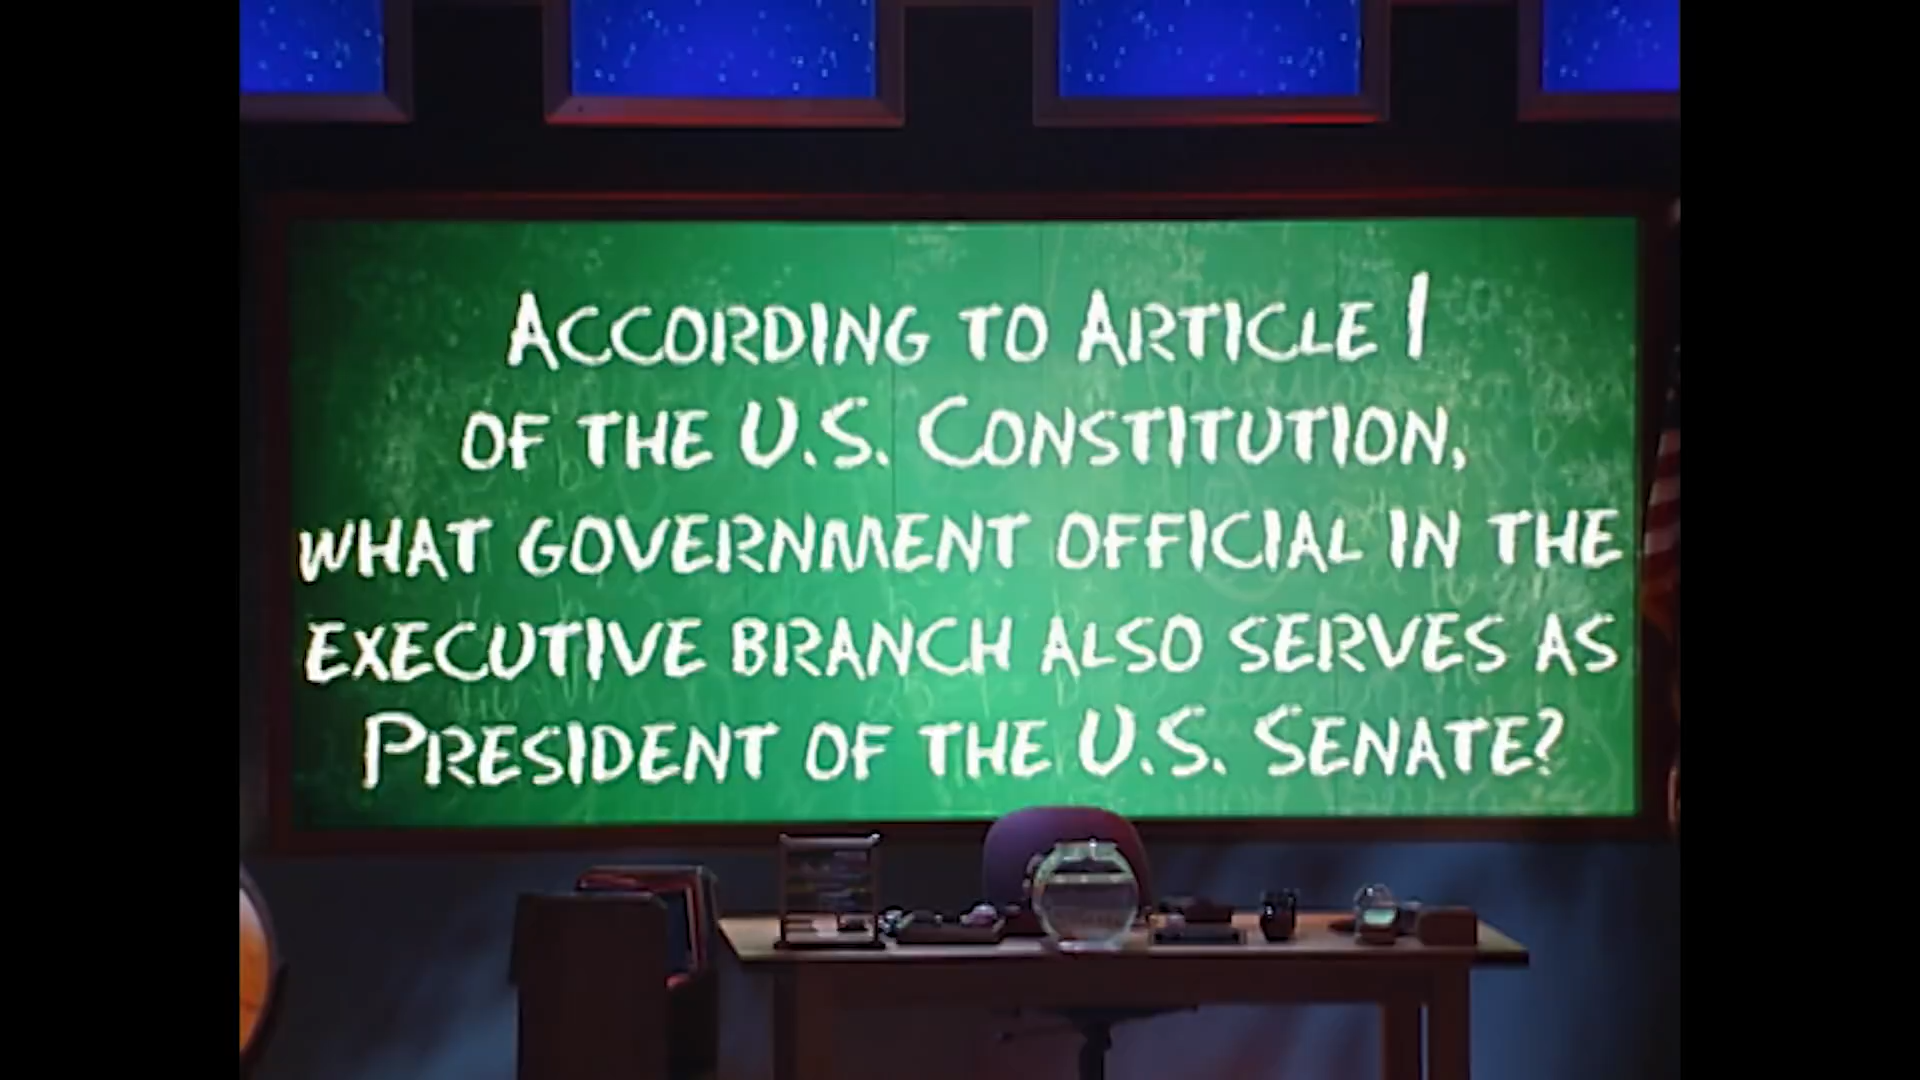 According to Article I
of the U.S. Constitution,
what government official in the
executive branch also serves as
President of the U.S. Senate?